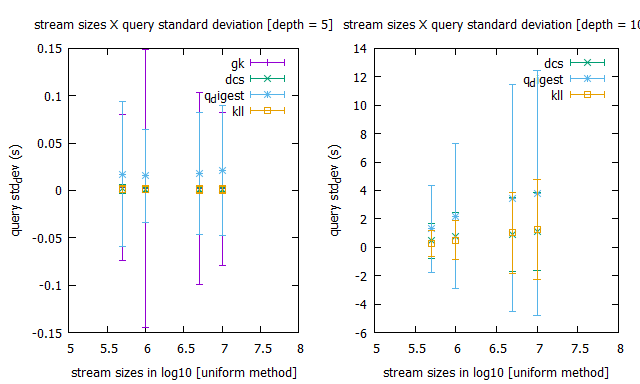 stream sizes X query standard deviation [depth = 5]
0.15
0.1
0.05
0
-0.05
-0.1
-0.15
query std_dev (s)
gk
dcs
q_digest
kll
5 5.5 6 6.5 7 7.5 8
stream sizes in log10 [uniform method]
stream sizes X query standard deviation [depth = 10
14
12
10
8
6
4
2
0
-2
-4
-6
query std_dev (s)
dcs
q_digest
kll
5 5.5 6 6.5 7 7.5 8
stream sizes in log10 [uniform method]